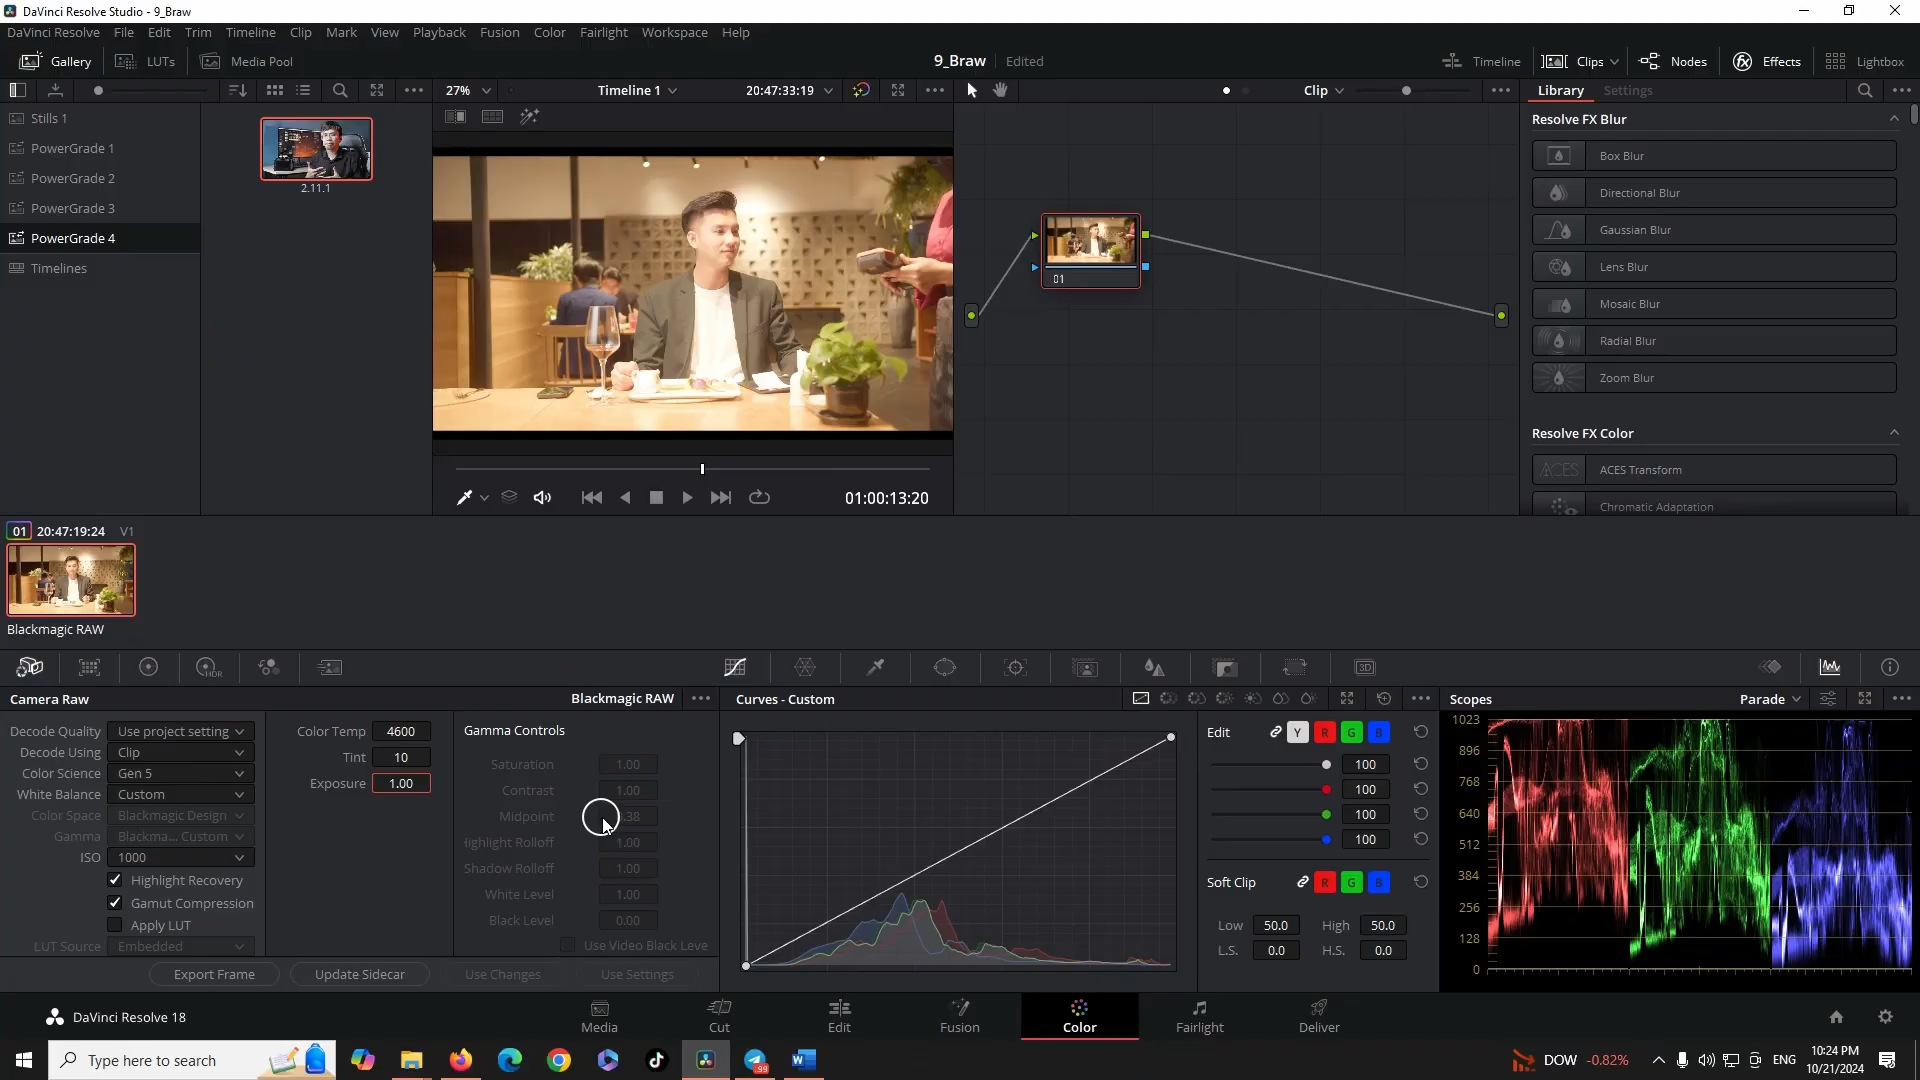 DaVinci Resolve Studio - 9_Braw
DaVinci Resolve File Edit Trim Timeline Clip Mark View Playback Fusion Color Fairlight Workspace Help
Gallery LUTs Media Pool 9_Braw Edited Timeline Clips Nodes Effects Lightbox
27% Timeline 1 20:47:33:19 Clip Library Settings
Stills 1
PowerGrade 1
PowerGrade 2
PowerGrade 3
PowerGrade 4
Timelines
2.11.1
01
Resolve FX Blur
Box Blur
Directional Blur
Gaussian Blur
Lens Blur
Mosaic Blur
Radial Blur
Zoom Blur
Resolve FX Color
ACES
ACES Transform
Chromatic Adaptation
01:00:13:20
01 20:47:19:24 V1
Blackmagic RAW
HDR
3D
Camera Raw Blackmagic RAW
Decode Quality Use project setting
Decode Using Clip
Color Science Gen 5
White Balance Custom
Color Space Blackmagic Design
Gamma Blackma... Custom
ISO 1000
Highlight Recovery
Gamut Compression
Apply LUT
LUT Source Embedded
Color Temp 4600
Tint 10
Exposure 1.00
Gamma Controls
Saturation 1.00
Contrast 1.00
Midpoint .38
Highlight Rolloff 1.00
Shadow Rolloff 1.00
White Level 1.00
Black Level 0.00
Use Video Black Leve
Export Frame Update Sidecar Use Changes Use Settings
Curves - Custom
Edit Y R G B
100
100
100
100
Soft Clip R G B
Low 50.0 High 50.0
L.S. 0.0 H.S. 0.0
Scopes Parade
1023
896
768
640
512
384
256
128
0
DaVinci Resolve 18 Media Cut Edit Fusion Color Fairlight Deliver
Type here to search 99 W DOW -0.82% ENG 10:24 PM
10/21/2024